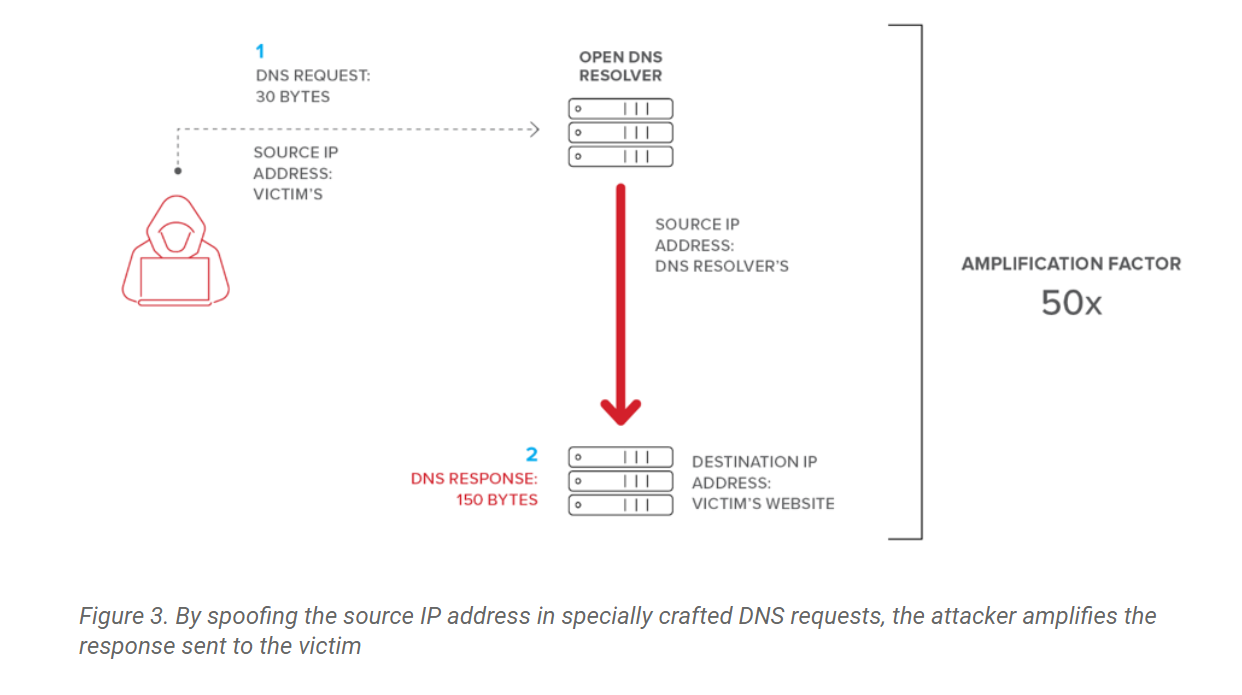 1
DNS REQUEST:
30 BYTES
SOURCE IP
ADDRESS:
VICTIM'S
OPEN DNS
RESOLVER
SOURCE IP
ADDRESS:
DNS RESOLVER'S
2
DNS RESPONSE:
150 BYTES
DESTINATION IP
ADDRESS:
VICTIM'S WEBSITE
AMPLIFICATION FACTOR
50x
Figure 3. By spoofing the source IP address in specially crafted DNS requests, the attacker amplifies the
response sent to the victim